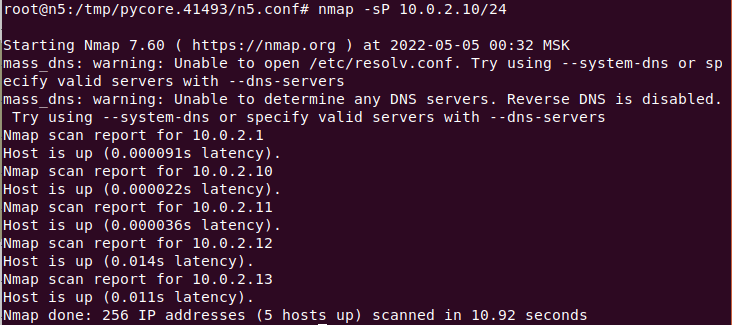 root@n5:/tmp/pycore.41493/n5.conf# nmap -sP 10.0.2.10/24
Starting Nmap 7.60 ( https://nmap.org ) at 2022-05-05 00:32 MSK
mass_dns: warning: Unable to open /etc/resolv.conf. Try using --system-dns or sp
ecify valid servers with --dns-servers
mass_dns: warning: Unable to determine any DNS servers. Reverse DNS is disabled.
 Try using --system-dns or specify valid servers with --dns-servers
Nmap scan report for 10.0.2.1
Host is up (0.000091s latency).
Nmap scan report for 10.0.2.10
Host is up (0.000022s latency).
Nmap scan report for 10.0.2.11
Host is up (0.000036s latency).
Nmap scan report for 10.0.2.12
Host is up (0.014s latency).
Nmap scan report for 10.0.2.13
Host is up (0.011s latency).
Nmap done: 256 IP addresses (5 hosts up) scanned in 10.92 seconds